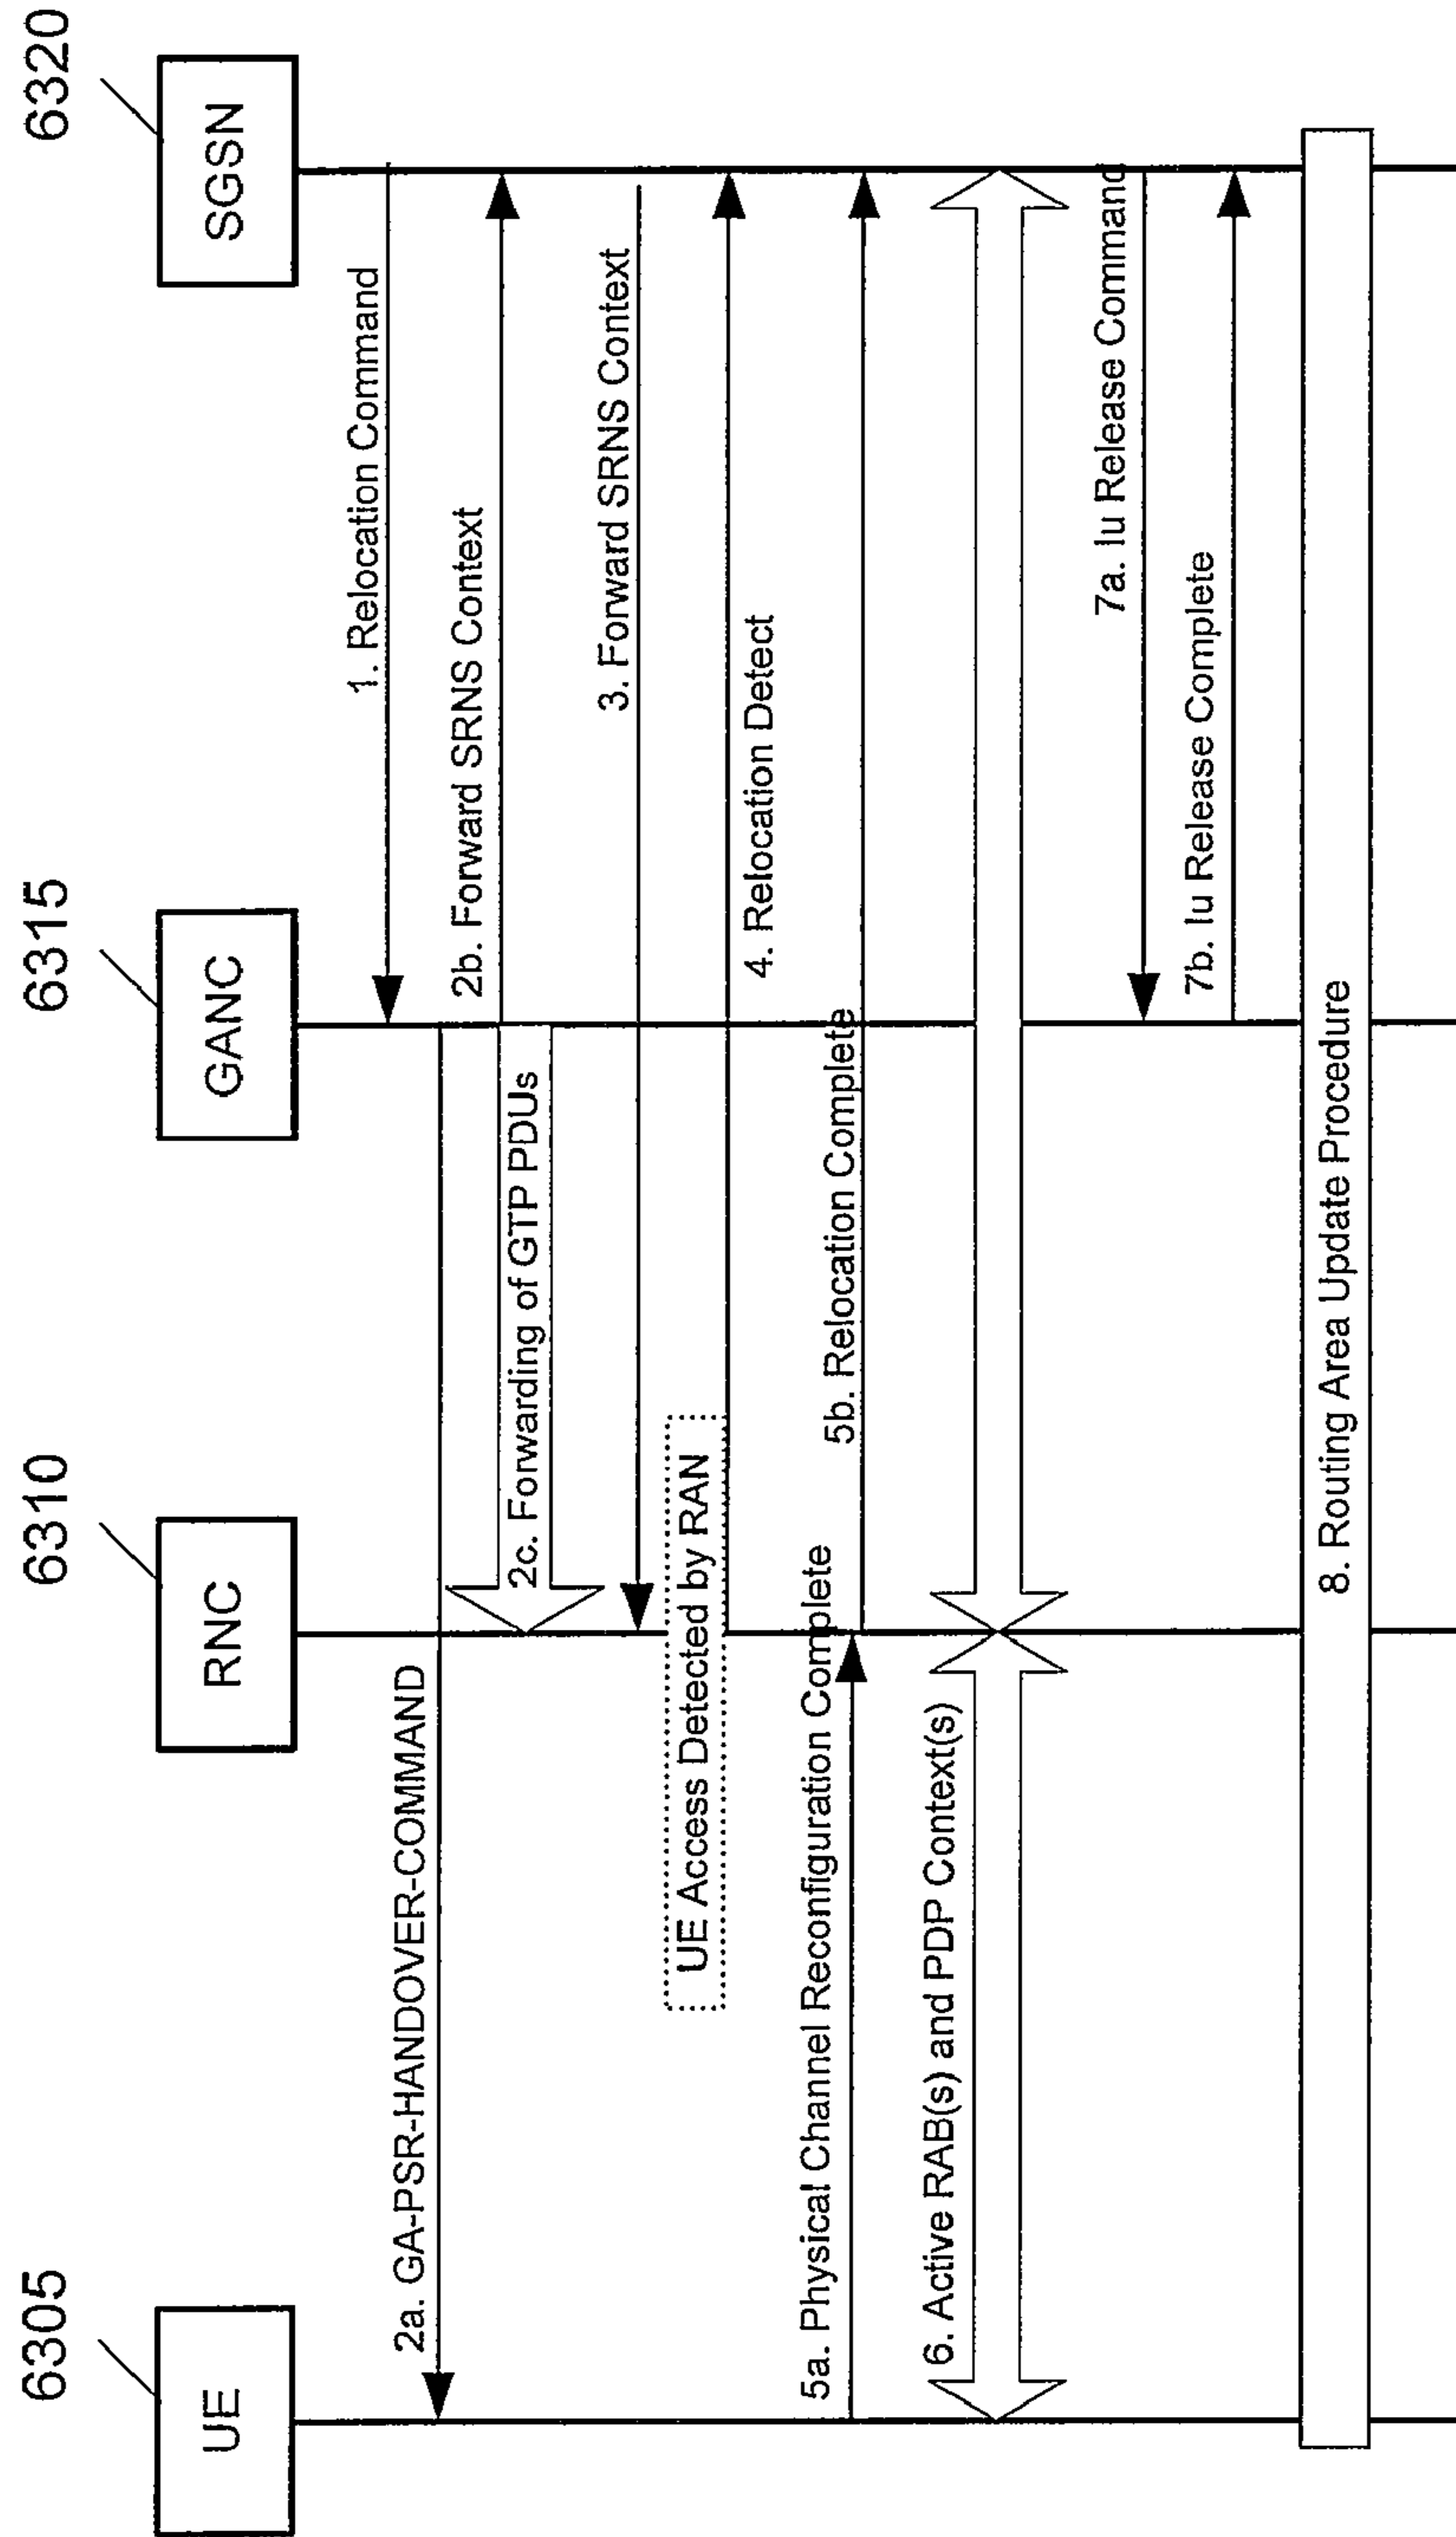 6305
6310
6315
6320
UE
RNC
GANC
SGSN
1. Relocation Command
2a. GA-PSR-HANDOVER-COMMAND
2b. Forward SRNS Context
2c. Forwarding of GTP PDUs
3. Forward SRNS Context
UE Access Detected by RAN
4. Relocation Detect
5a. Physical Channel Reconfiguration Complete
5b. Relocation Complete
6. Active RAB(s) and PDP Context(s)
7a. Iu Release Command
7b. Iu Release Complete
8. Routing Area Update Procedure